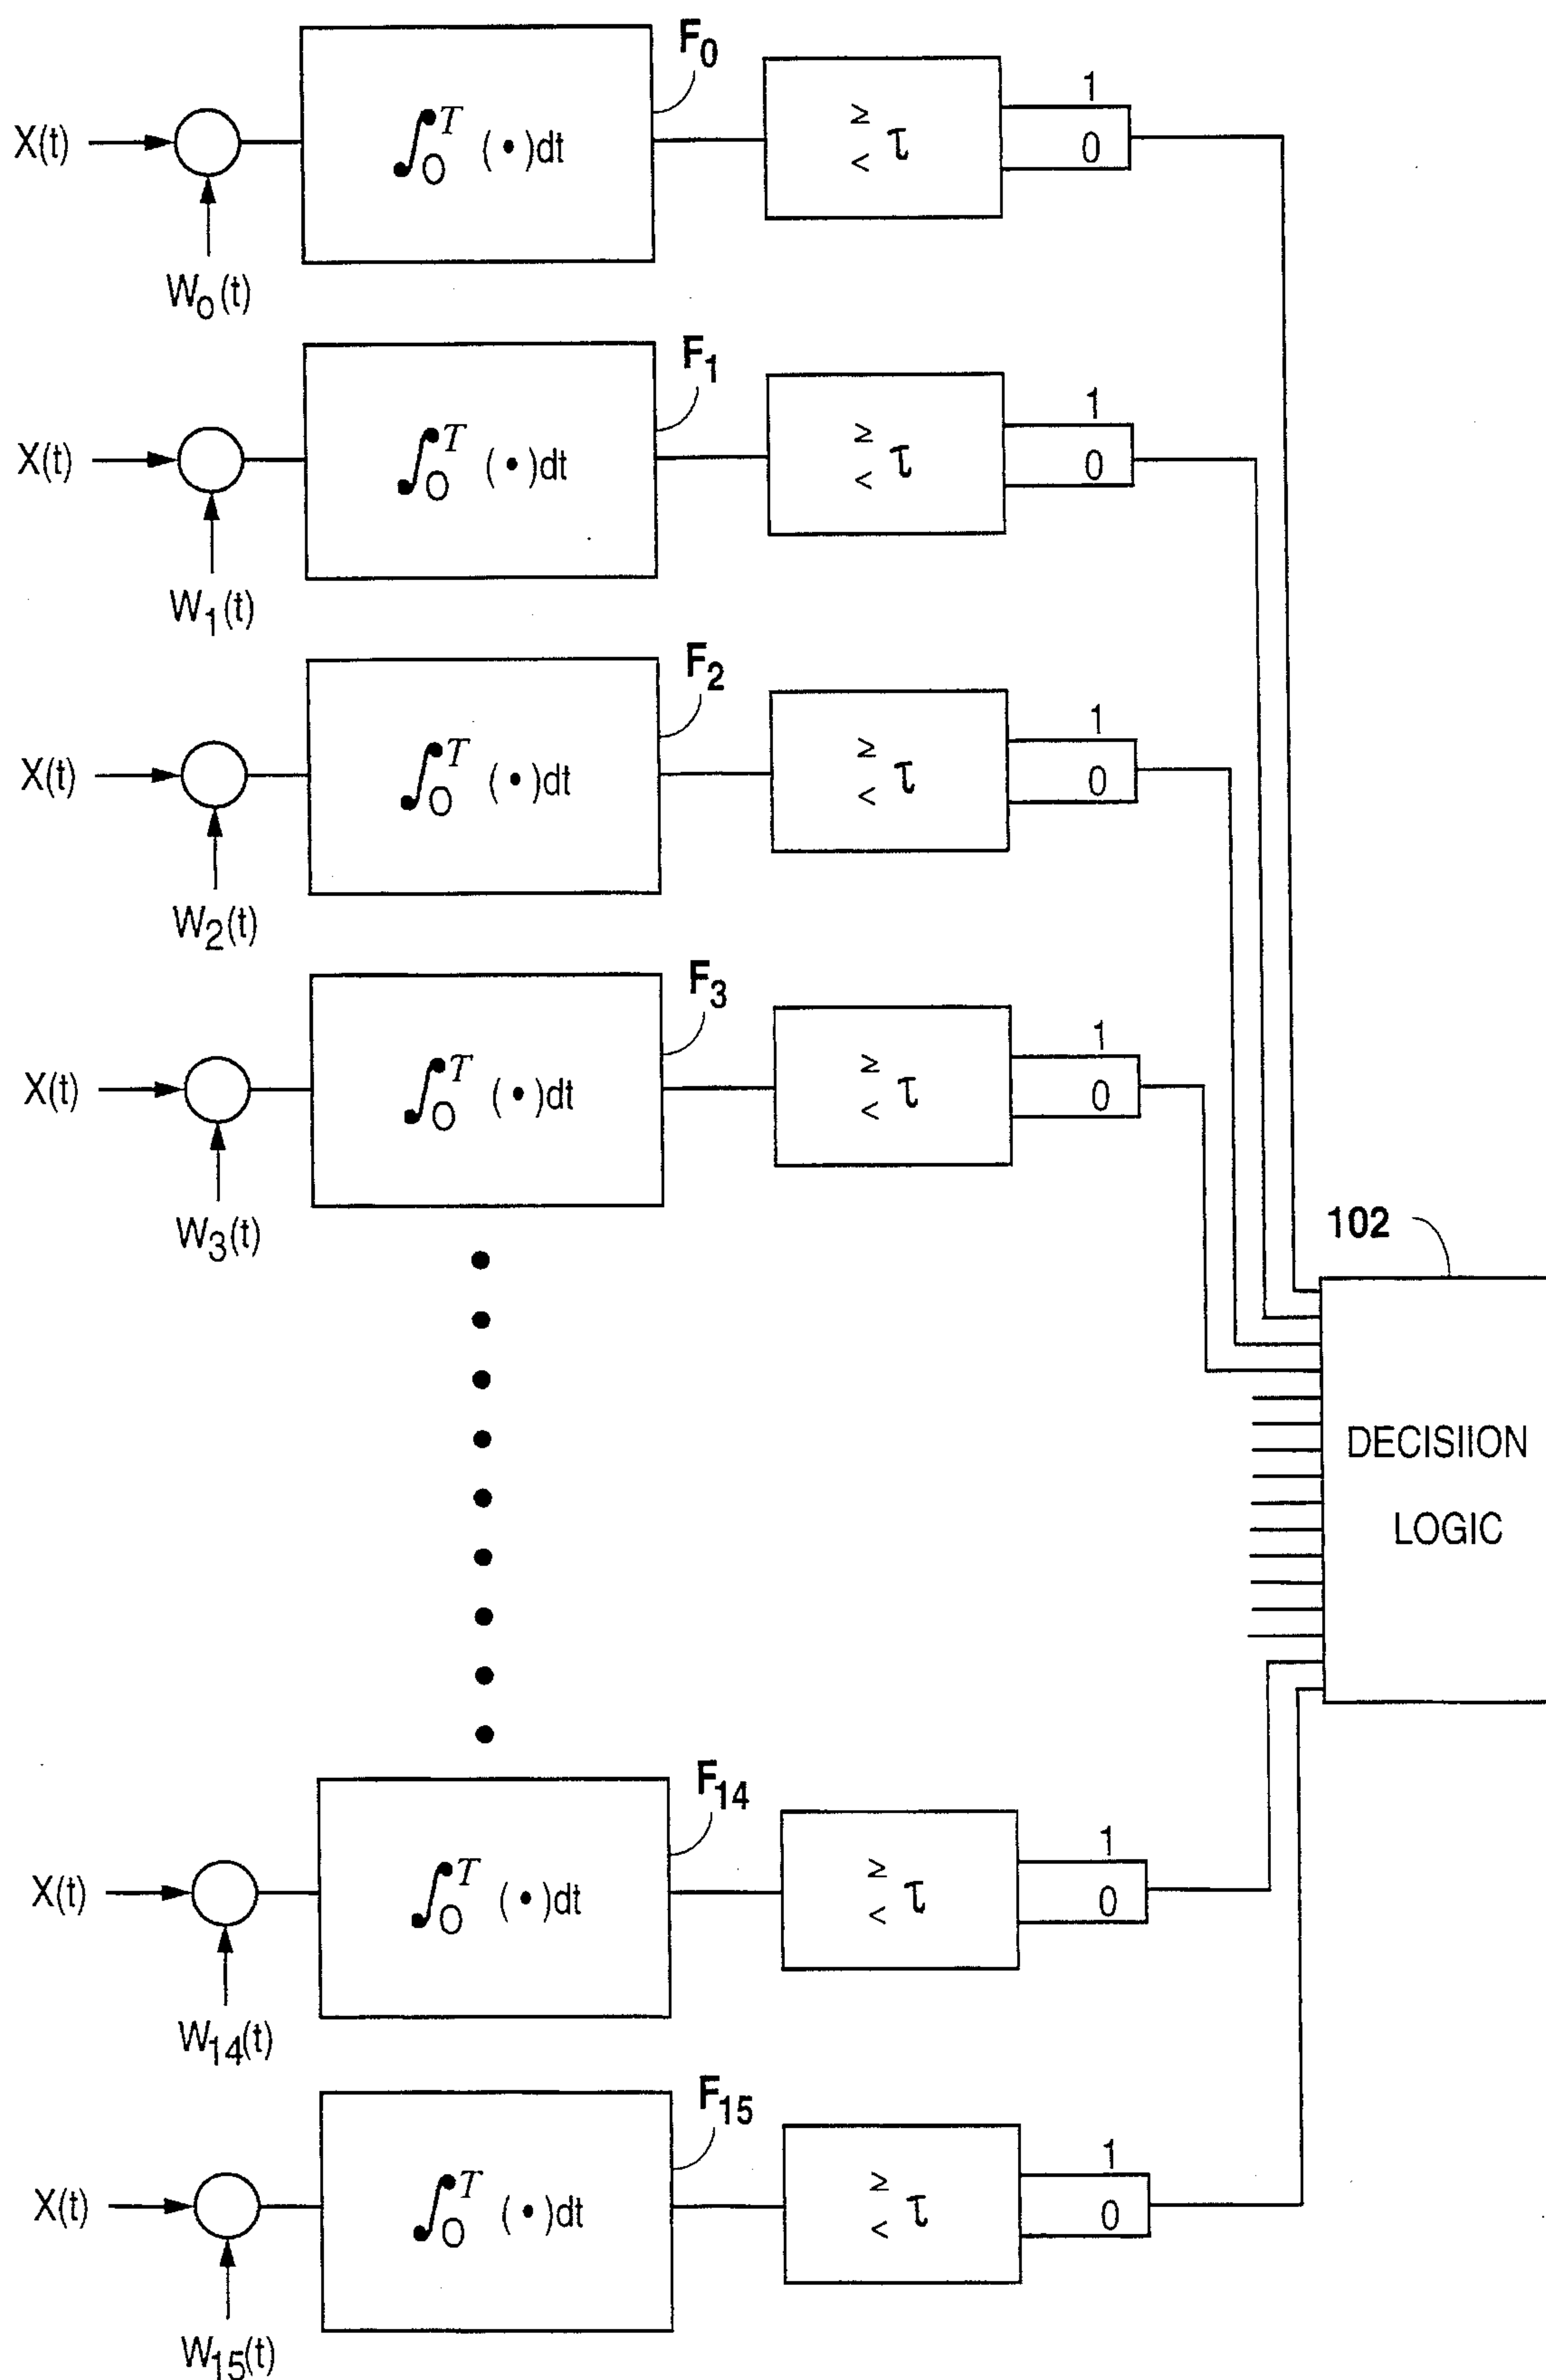 F0
1
X(t) ∫0T (•)dt ≥ < τ 0
W0(t)
F1
1
X(t) ∫0T (•)dt ≥ < τ 0
W1(t)
F2
1
X(t) ∫0T (•)dt ≥ < τ 0
W2(t)
F3
1
X(t) ∫0T (•)dt ≥ < τ 0
W3(t)
102
DECISIION
LOGIC
F14
1
X(t) ∫0T (•)dt ≥ < τ 0
W14(t)
F15
1
X(t) ∫0T (•)dt ≥ < τ 0
W15(t)